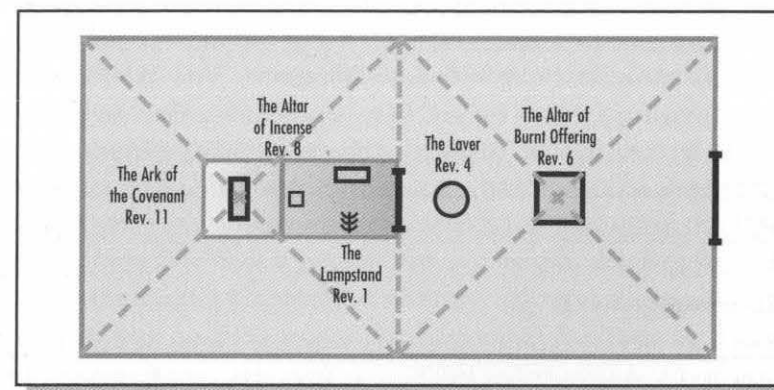 The Altar
of Incense
Rev. 8
The Ark of
the Covenant
Rev. 11
The
Lampstand
Rev. 1
The Laver
Rev. 4
The Altar of
Burnt Offering
Rev. 6